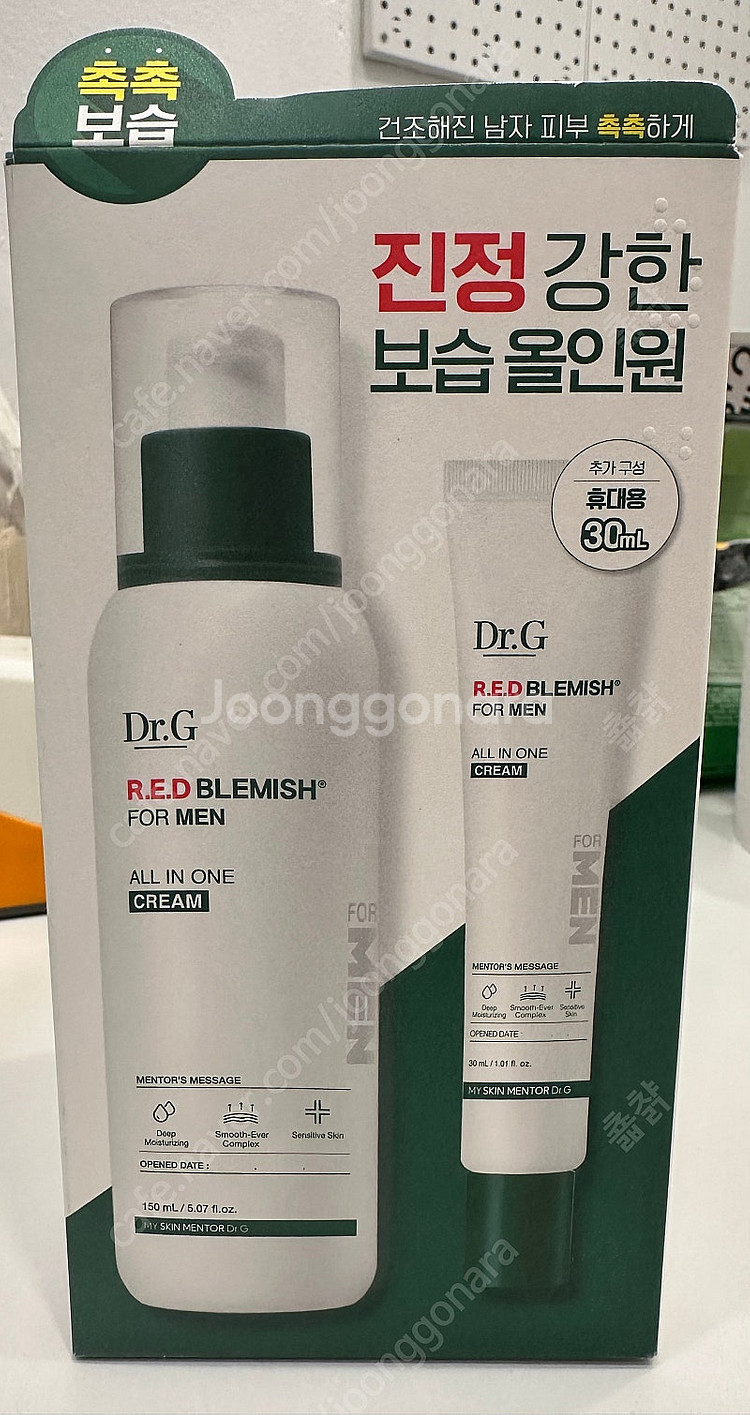 촉촉
보습
건조해진 남자 피부 촉촉하게
진정 강한
보습 올인원
추가 구성
휴대용
30mL
Dr.G
R.E.D BLEMISH®
FOR MEN
ALL IN ONE
CREAM
FOR MEN
MENTOR'S MESSAGE
Deep Moisturizing
Smooth-Ever Complex
Sensitive Skin
OPENED DATE :
150 mL / 5.07 fl.oz.
MY SKIN MENTOR Dr.G
Dr.G
R.E.D BLEMISH®
FOR MEN
ALL IN ONE
CREAM
FOR MEN
MENTOR'S MESSAGE
Deep Moisturizing
Smooth-Ever Complex
Sensitive Skin
OPENED DATE :
30 mL / 1.01 fl. oz.
MY SKIN MENTOR Dr.G
Joonggonara
cafe.naver.com/joonggonara